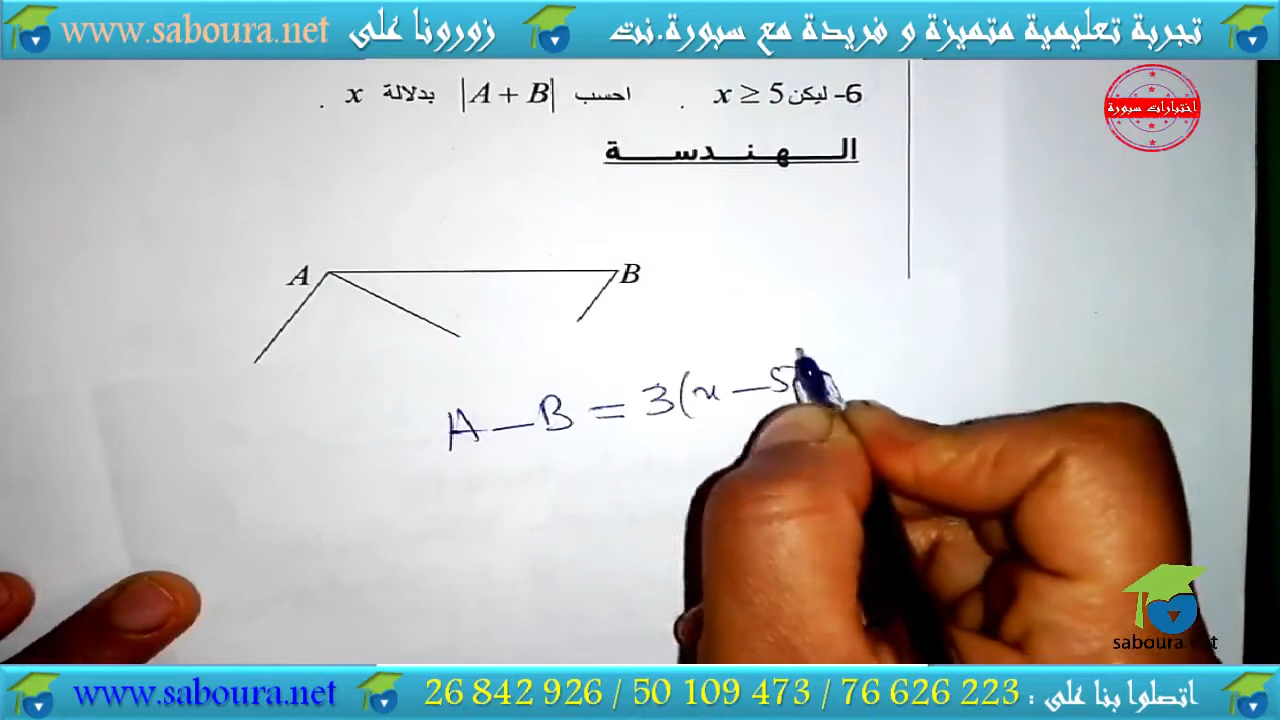 تجربة تعليمية متميزة و فريدة مع سبورة.نت زورونا على www.saboura.net
6- ليكن x ≥ 5 . احسب |A + B| بدلالة x .
اختبارات سبورة
الـــــهـــنـــدســـــة
A B
A – B = 3(x – 5
saboura.net
اتصلوا بنا على : 26 842 926 / 50 109 473 / 76 626 223 www.saboura.net